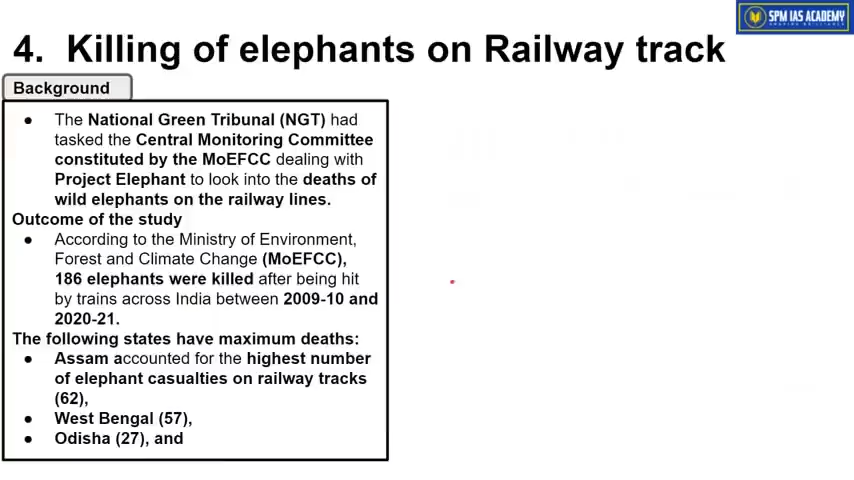 SPM IAS ACADEMY
SHAPING BRILLIANCE
4. Killing of elephants on Railway track
Background
● The National Green Tribunal (NGT) had
tasked the Central Monitoring Committee
constituted by the MoEFCC dealing with
Project Elephant to look into the deaths of
wild elephants on the railway lines.
Outcome of the study
● According to the Ministry of Environment,
Forest and Climate Change (MoEFCC),
186 elephants were killed after being hit
by trains across India between 2009-10 and
2020-21.
The following states have maximum deaths:
● Assam accounted for the highest number
of elephant casualties on railway tracks
(62),
● West Bengal (57),
● Odisha (27), and